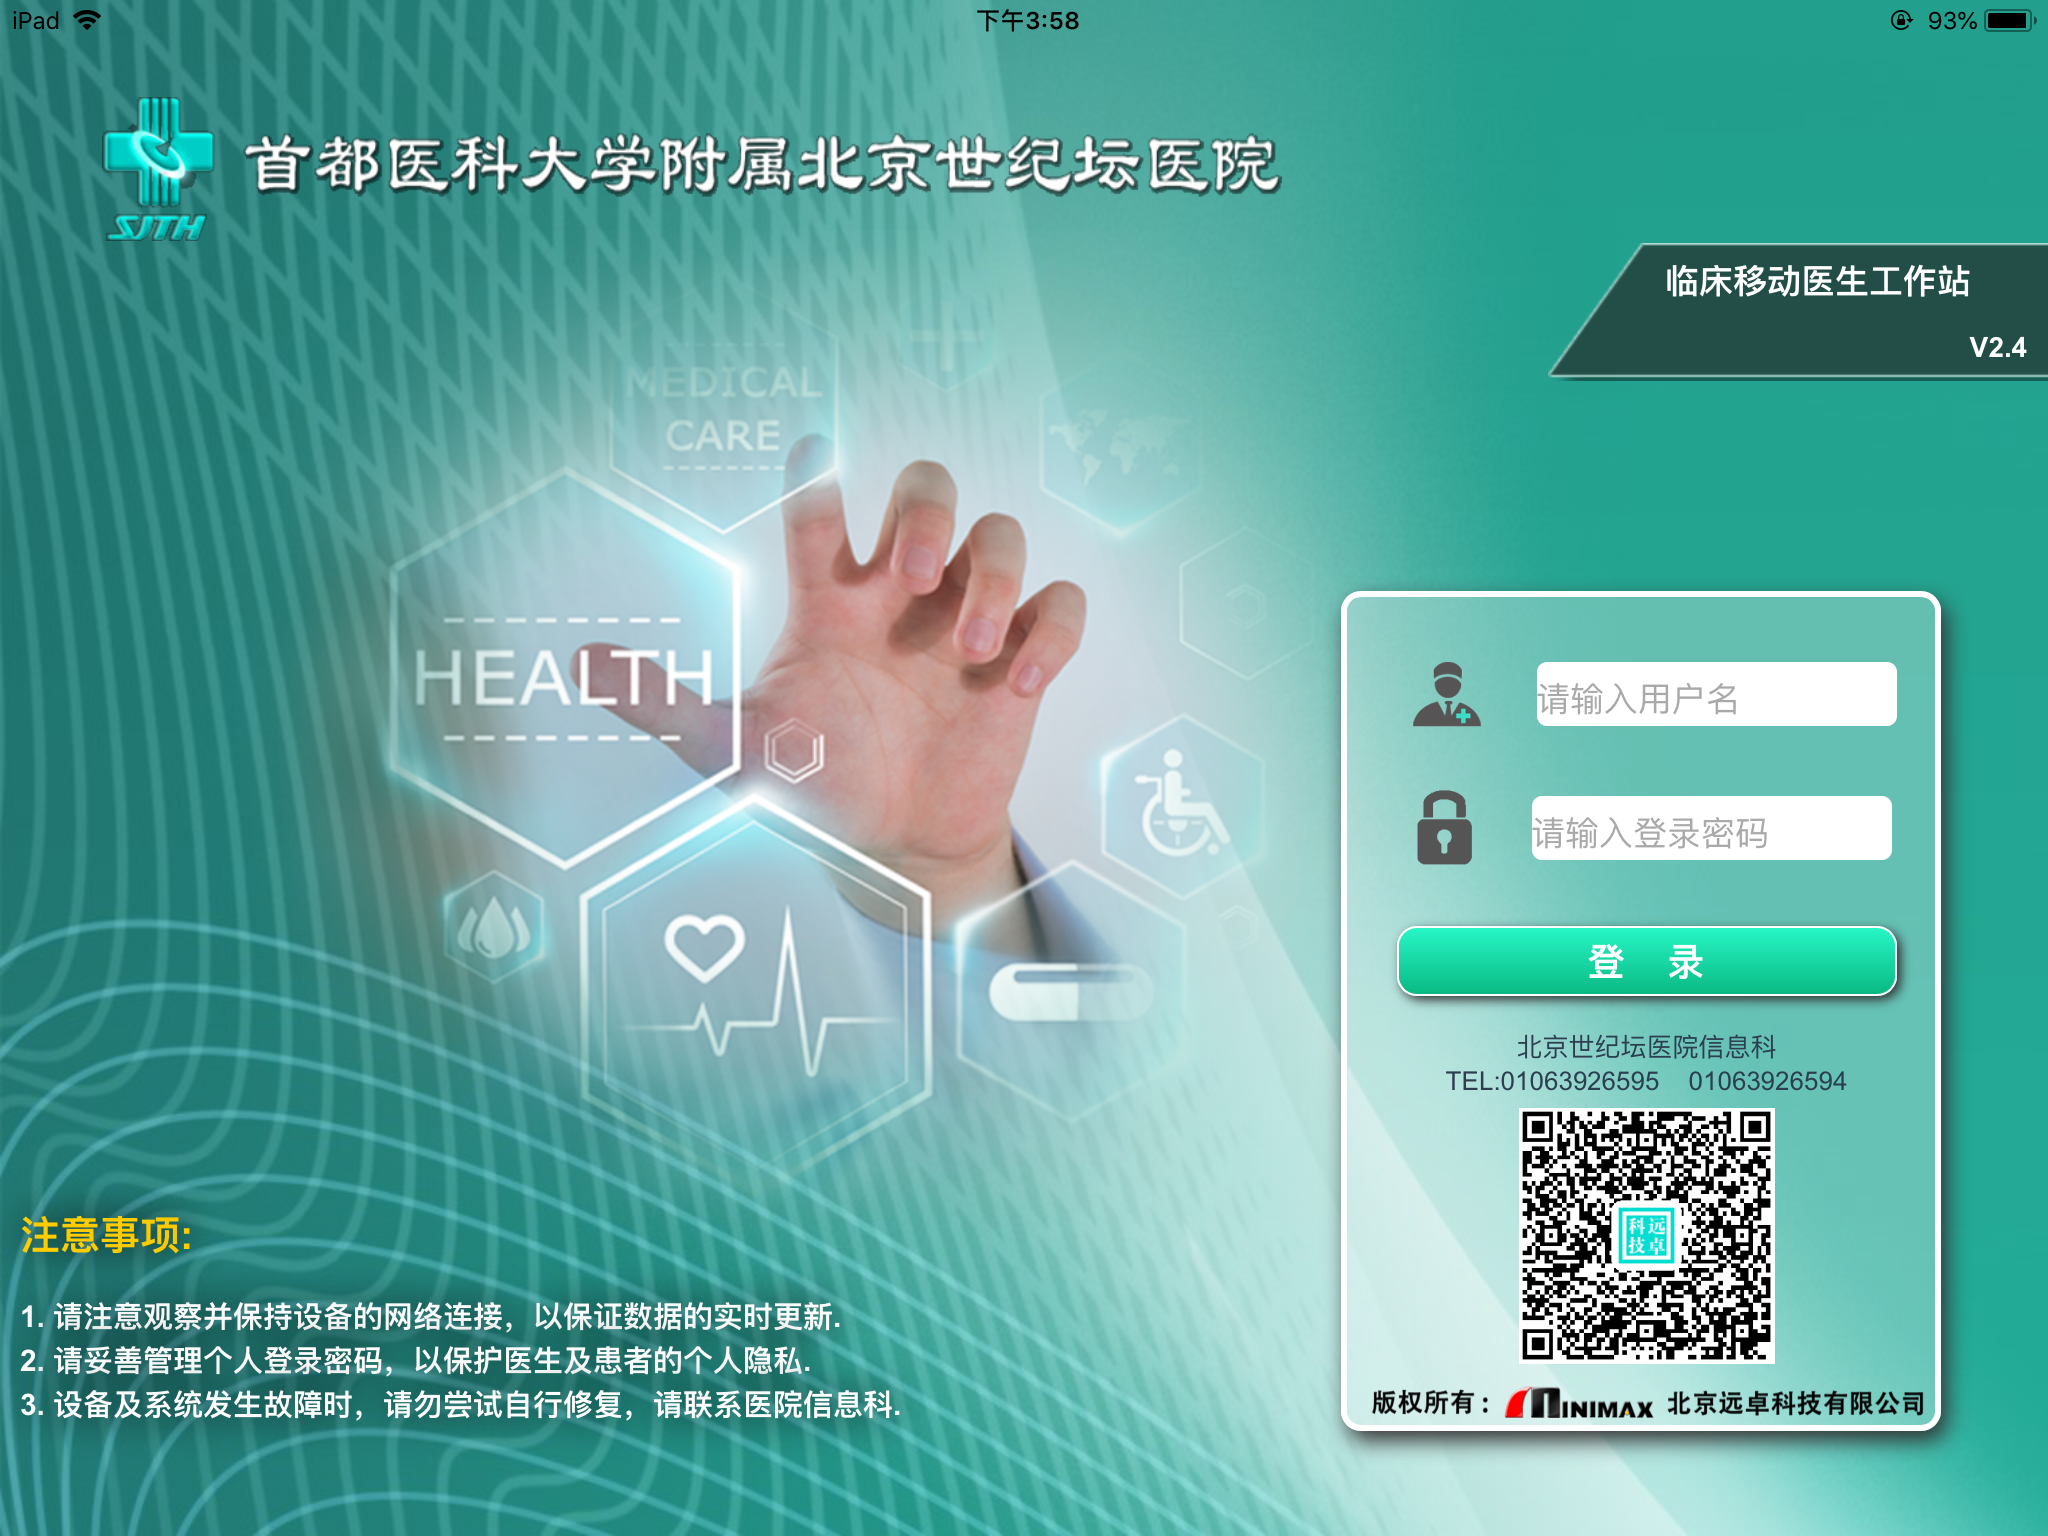 iPad 下午3:58 93%
首都医科大学附属北京世纪坛医院
SJTH
临床移动医生工作站
V2.4
MEDICAL
CARE
HEALTH
请输入用户名
请输入登录密码
登 录
北京世纪坛医院信息科
TEL:01063926595 01063926594
科远
技卓
版权所有： MINIMAX 北京远卓科技有限公司
注意事项:
1. 请注意观察并保持设备的网络连接，以保证数据的实时更新.
2. 请妥善管理个人登录密码，以保护医生及患者的个人隐私.
3. 设备及系统发生故障时，请勿尝试自行修复，请联系医院信息科.